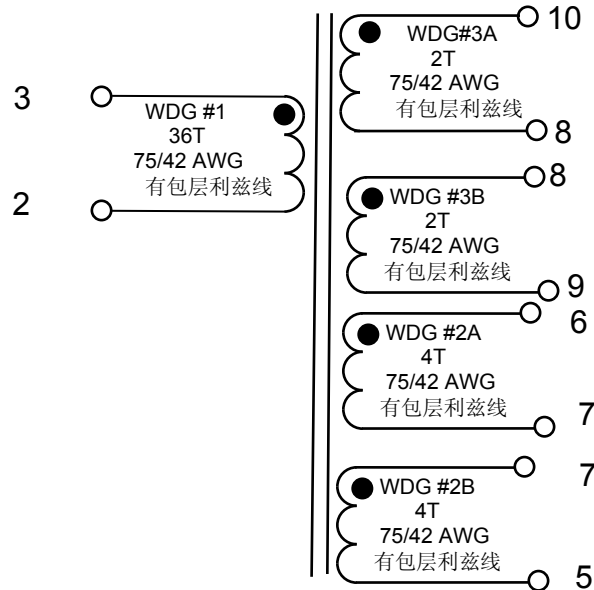 3
WDG #1
36T
75/42 AWG
有包层利兹线
2
10
WDG#3A
2T
75/42 AWG
有包层利兹线
8
8
WDG #3B
2T
75/42 AWG
有包层利兹线
9
6
WDG #2A
4T
75/42 AWG
有包层利兹线
7
7
WDG #2B
4T
75/42 AWG
有包层利兹线
5